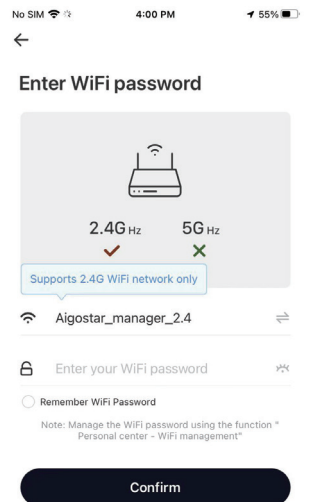 No SIM 4:00 PM 55%
Enter WiFi password
2.4G Hz 5G Hz
Supports 2.4G WiFi network only
Aigostar_manager_2.4
Enter your WiFi password
Remember WiFi Password
Note: Manage the WiFi password using the function "
Personal center - WiFi management"
Confirm